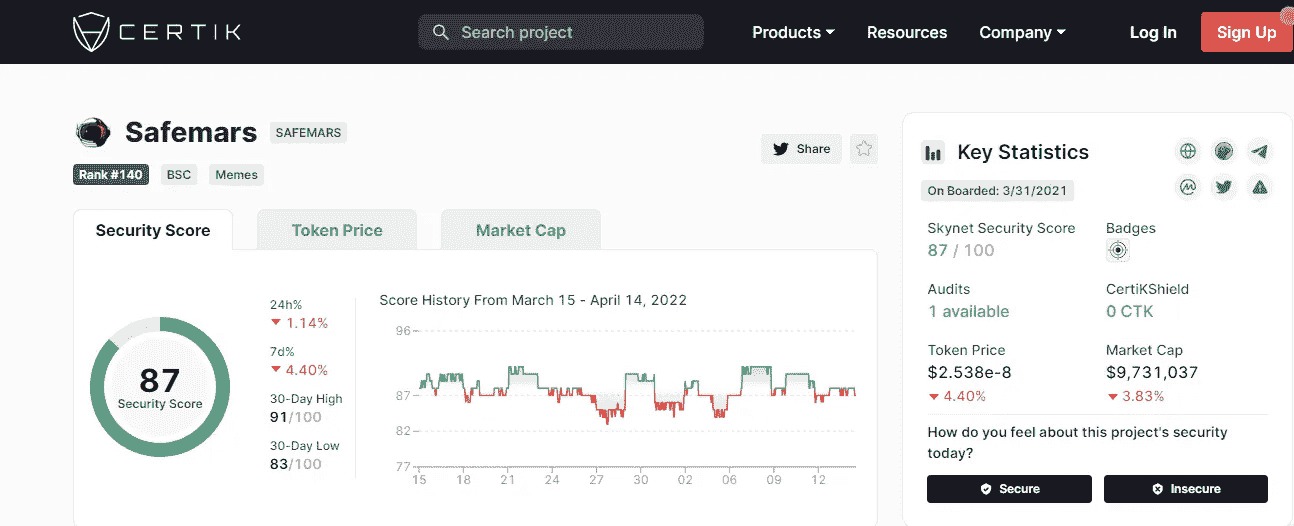 CERTIK
Search project
Products
Resources
Company
Log In
Sign Up
Safemars
SAFEMARS
Share
Rank #140
BSC
Memes
Security Score
Token Price
Market Cap
87
Security Score
24h%
1.14%
7d%
4.40%
30-Day High
91/100
30-Day Low
83/100
Score History From March 15 - April 14, 2022
96
87
82
77
15 18 21 24 27 30 02 06 09 12
Key Statistics
On Boarded: 3/31/2021
Skynet Security Score
87 / 100
Badges
Audits
1 available
CertiKShield
0 CTK
Token Price
$2.538e-8
4.40%
Market Cap
$9,731,037
3.83%
How do you feel about this project's security
today?
Secure
Insecure